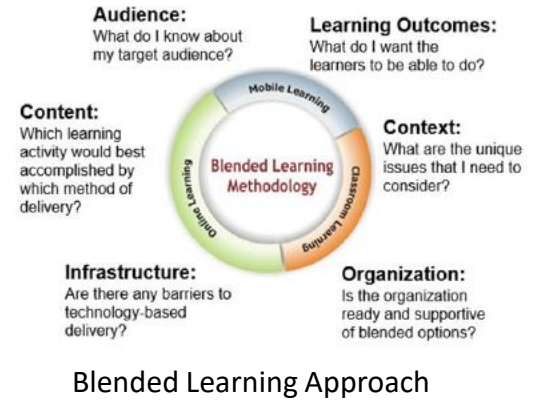 Audience:
What do I know about
my target audience?
Learning Outcomes:
What do I want the
learners to be able to do?
Content:
Which learning
activity would best
accomplished by
which method of
delivery?
Mobile Learning
Online Learning
Classroom Learning
Blended Learning
Methodology
Context:
What are the unique
issues that I need to
consider?
Infrastructure:
Are there any barriers to
technology-based
delivery?
Organization:
Is the organization
ready and supportive
of blended options?
Blended Learning Approach